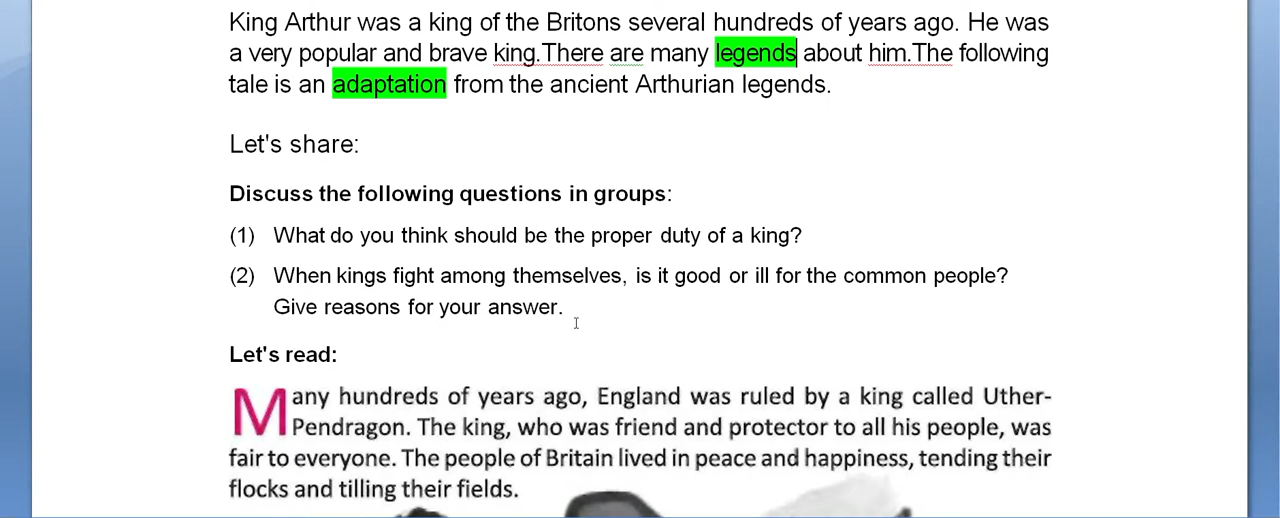 King Arthur was a king of the Britons several hundreds of years ago. He was
a very popular and brave king.There are many legends about him.The following
tale is an adaptation from the ancient Arthurian legends.
Let's share:
Discuss the following questions in groups:
(1) What do you think should be the proper duty of a king?
(2) When kings fight among themselves, is it good or ill for the common people?
Give reasons for your answer.
Let's read:
Many hundreds of years ago, England was ruled by a king called Uther-
Pendragon. The king, who was friend and protector to all his people, was
fair to everyone. The people of Britain lived in peace and happiness, tending their
flocks and tilling their fields.